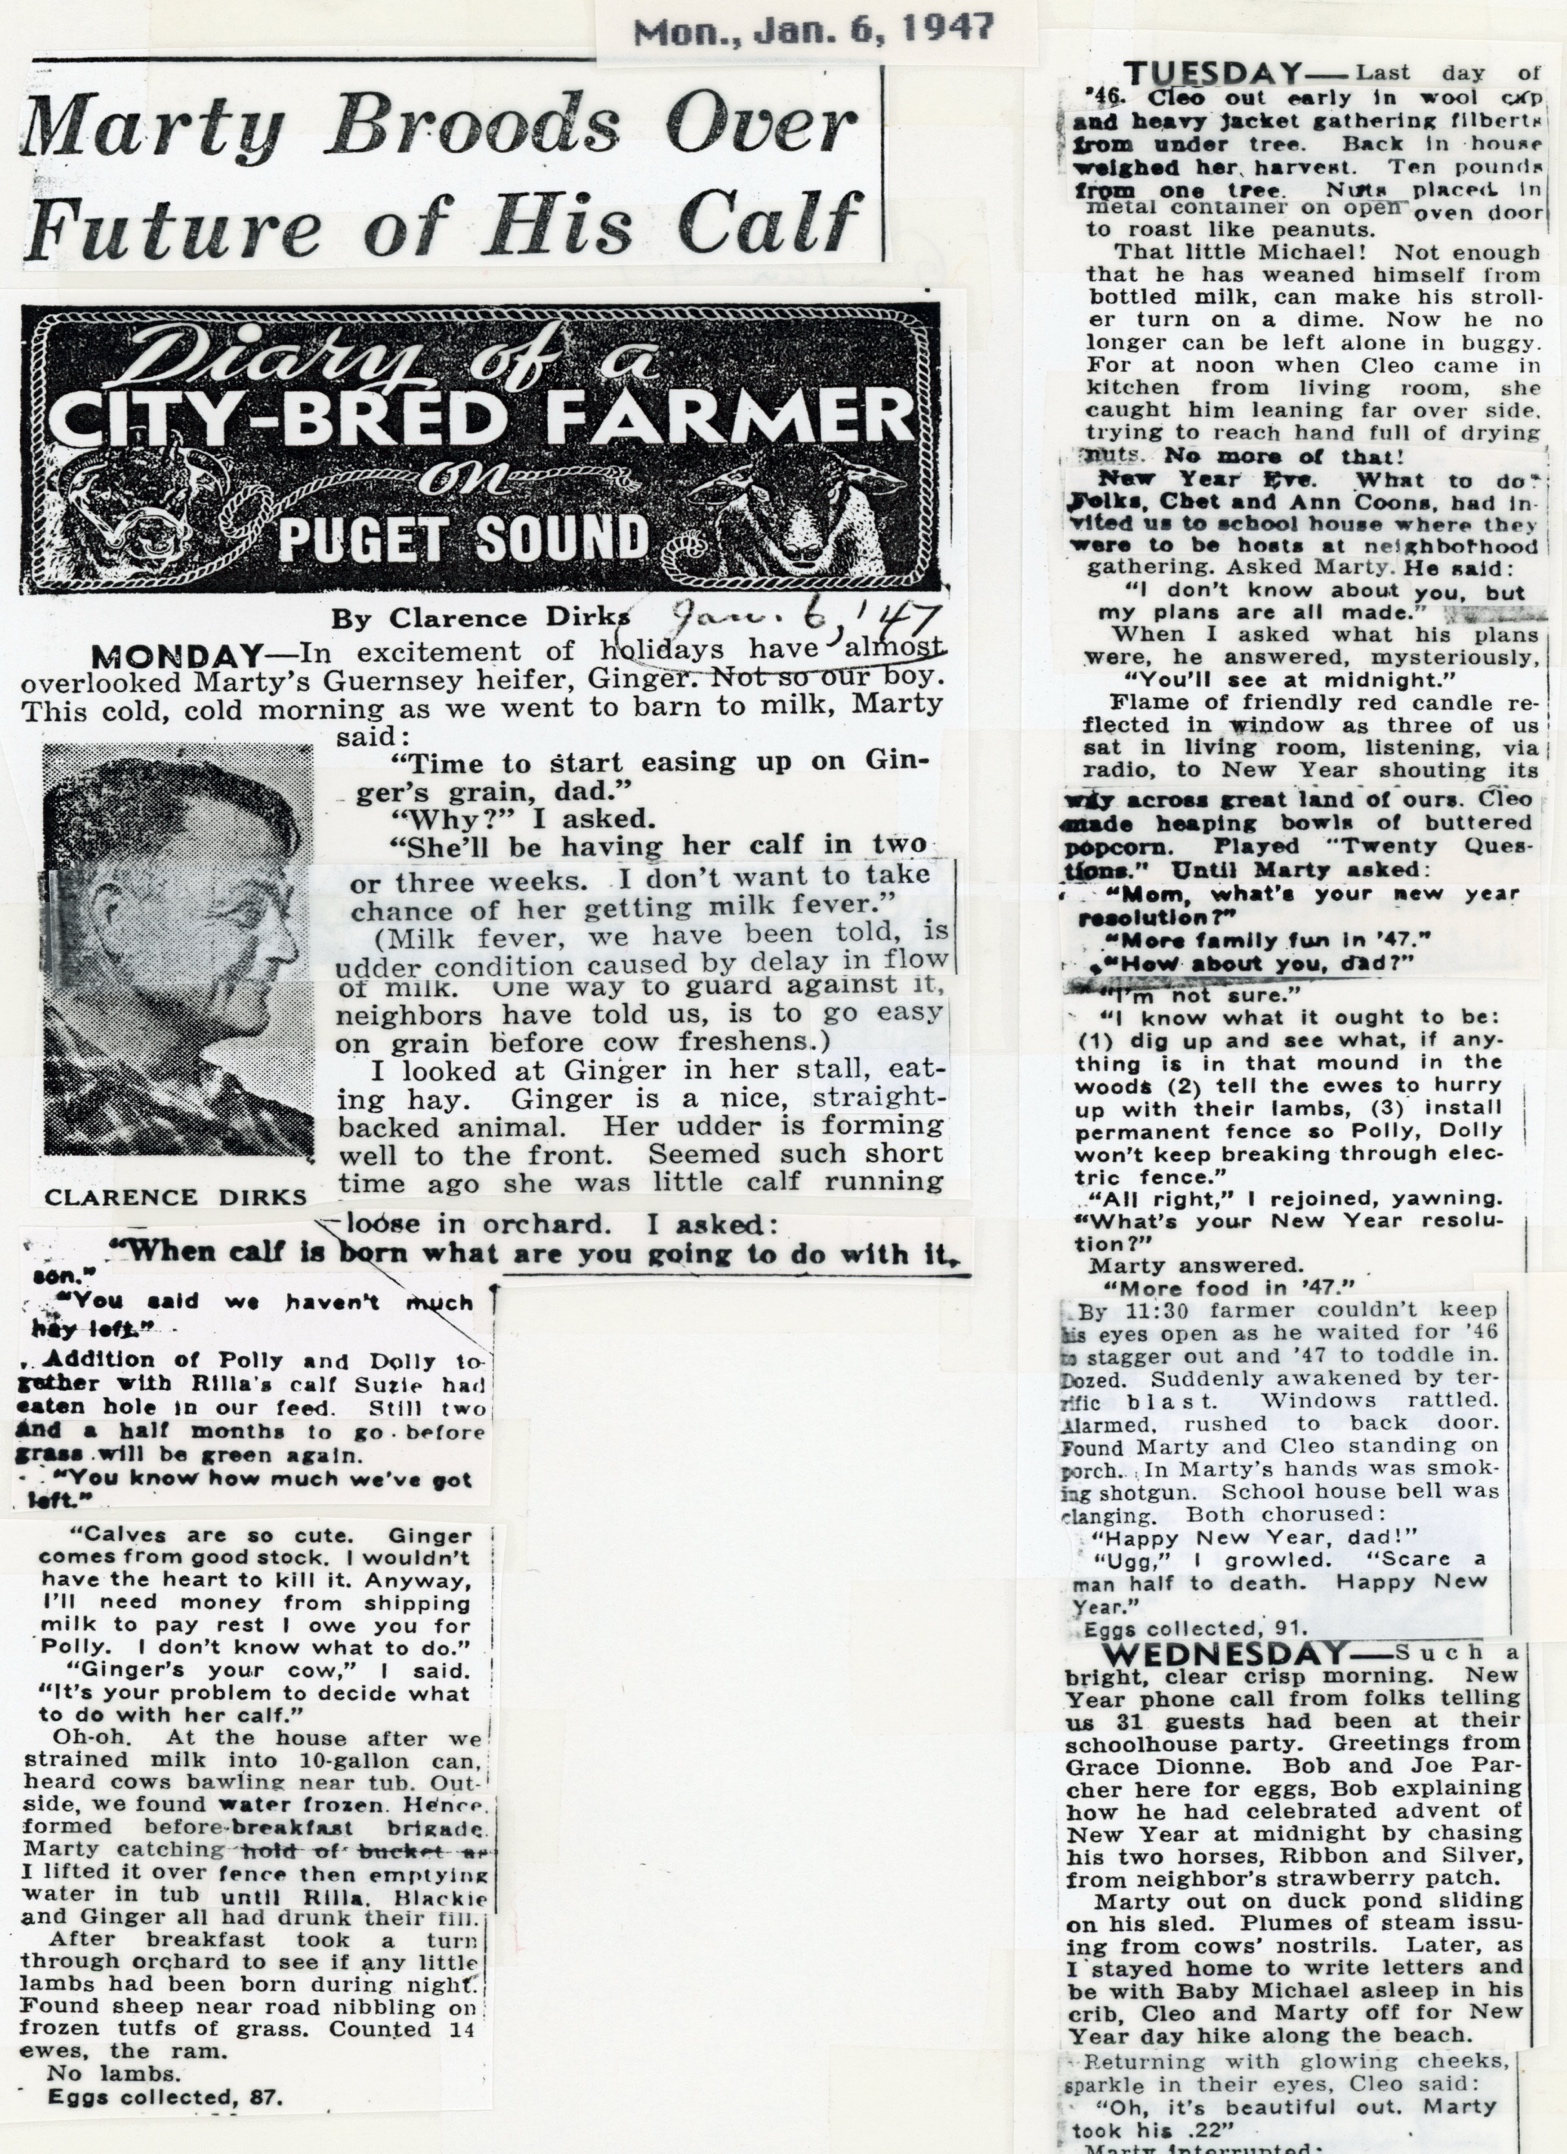 Mon., Jan. 6, 1947
Marty Broods Over
Future of His Calf
Diary of a
CITY-BRED FARMER
on
PUGET SOUND
By Clarence Dirks
Jan. 6, '47
MONDAY—In excitement of holidays have almost
overlooked Marty's Guernsey heifer, Ginger. Not so our boy.
This cold, cold morning as we went to barn to milk, Marty
said:
"Time to start easing up on Gin-
ger's grain, dad."
"Why?" I asked.
"She'll be having her calf in two
or three weeks. I don't want to take
chance of her getting milk fever."
(Milk fever, we have been told, is
udder condition caused by delay in flow
of milk. One way to guard against it,
neighbors have told us, is to go easy
on grain before cow freshens.)
I looked at Ginger in her stall, eat-
ing hay. Ginger is a nice, straight-
backed animal. Her udder is forming
well to the front. Seemed such short
time ago she was little calf running
CLARENCE DIRKS
loose in orchard. I asked:
"When calf is born what are you going to do with it,
son."
"You said we haven't much
hay left."
Addition of Polly and Dolly to-
gether with Rilla's calf Suzie had
eaten hole in our feed. Still two
and a half months to go before
grass will be green again.
"You know how much we've got
left."
"Calves are so cute. Ginger
comes from good stock. I wouldn't
have the heart to kill it. Anyway,
I'll need money from shipping
milk to pay rest I owe you for
Polly. I don't know what to do."
"Ginger's your cow," I said.
"It's your problem to decide what
to do with her calf."
Oh-oh. At the house after we
strained milk into 10-gallon can,
heard cows bawling near tub. Out-
side, we found water frozen. Hence,
formed before-breakfast brigade.
Marty catching hold of bucket as
I lifted it over fence then emptying
water in tub until Rilla, Blackie
and Ginger all had drunk their fill.
After breakfast took a turn
through orchard to see if any little
lambs had been born during night.
Found sheep near road nibbling on
frozen tutfs of grass. Counted 14
ewes, the ram.
No lambs.
Eggs collected, 87.
TUESDAY—Last day of
'46. Cleo out early in wool cap
and heavy jacket gathering filberts
from under tree. Back in house
weighed her harvest. Ten pounds
from one tree. Nuts placed in
metal container on open oven door
to roast like peanuts.
That little Michael! Not enough
that he has weaned himself from
bottled milk, can make his stroll-
er turn on a dime. Now he no
longer can be left alone in buggy.
For at noon when Cleo came in
kitchen from living room, she
caught him leaning far over side,
trying to reach hand full of drying
nuts. No more of that!
New Year Eve. What to do?
Folks, Chet and Ann Coons, had in-
vited us to school house where they
were to be hosts at neighborhood
gathering. Asked Marty. He said:
"I don't know about you, but
my plans are all made."
When I asked what his plans
were, he answered, mysteriously,
"You'll see at midnight."
Flame of friendly red candle re-
flected in window as three of us
sat in living room, listening, via
radio, to New Year shouting its
way across great land of ours. Cleo
made heaping bowls of buttered
popcorn. Played "Twenty Ques-
tions." Until Marty asked:
"Mom, what's your new year
resolution?"
"More family fun in '47."
"How about you, dad?"
"I'm not sure."
"I know what it ought to be:
(1) dig up and see what, if any-
thing is in that mound in the
woods (2) tell the ewes to hurry
up with their lambs, (3) install
permanent fence so Polly, Dolly
won't keep breaking through elec-
tric fence."
"All right," I rejoined, yawning.
"What's your New Year resolu-
tion?"
Marty answered.
"More food in '47."
By 11:30 farmer couldn't keep
his eyes open as he waited for '46
to stagger out and '47 to toddle in.
Dozed. Suddenly awakened by ter-
rific blast. Windows rattled.
Alarmed, rushed to back door.
Found Marty and Cleo standing on
porch. In Marty's hands was smok-
ing shotgun. School house bell was
clanging. Both chorused:
"Happy New Year, dad!"
"Ugg," I growled. "Scare a
man half to death. Happy New
Year."
Eggs collected, 91.
WEDNESDAY—Such a
bright, clear crisp morning. New
Year phone call from folks telling
us 31 guests had been at their
schoolhouse party. Greetings from
Grace Dionne. Bob and Joe Par-
cher here for eggs, Bob explaining
how he had celebrated advent of
New Year at midnight by chasing
his two horses, Ribbon and Silver,
from neighbor's strawberry patch.
Marty out on duck pond sliding
on his sled. Plumes of steam issu-
ing from cows' nostrils. Later, as
I stayed home to write letters and
be with Baby Michael asleep in his
crib, Cleo and Marty off for New
Year day hike along the beach.
Returning with glowing cheeks,
sparkle in their eyes, Cleo said:
"Oh, it's beautiful out. Marty
took his .22"
Marty interrupted: